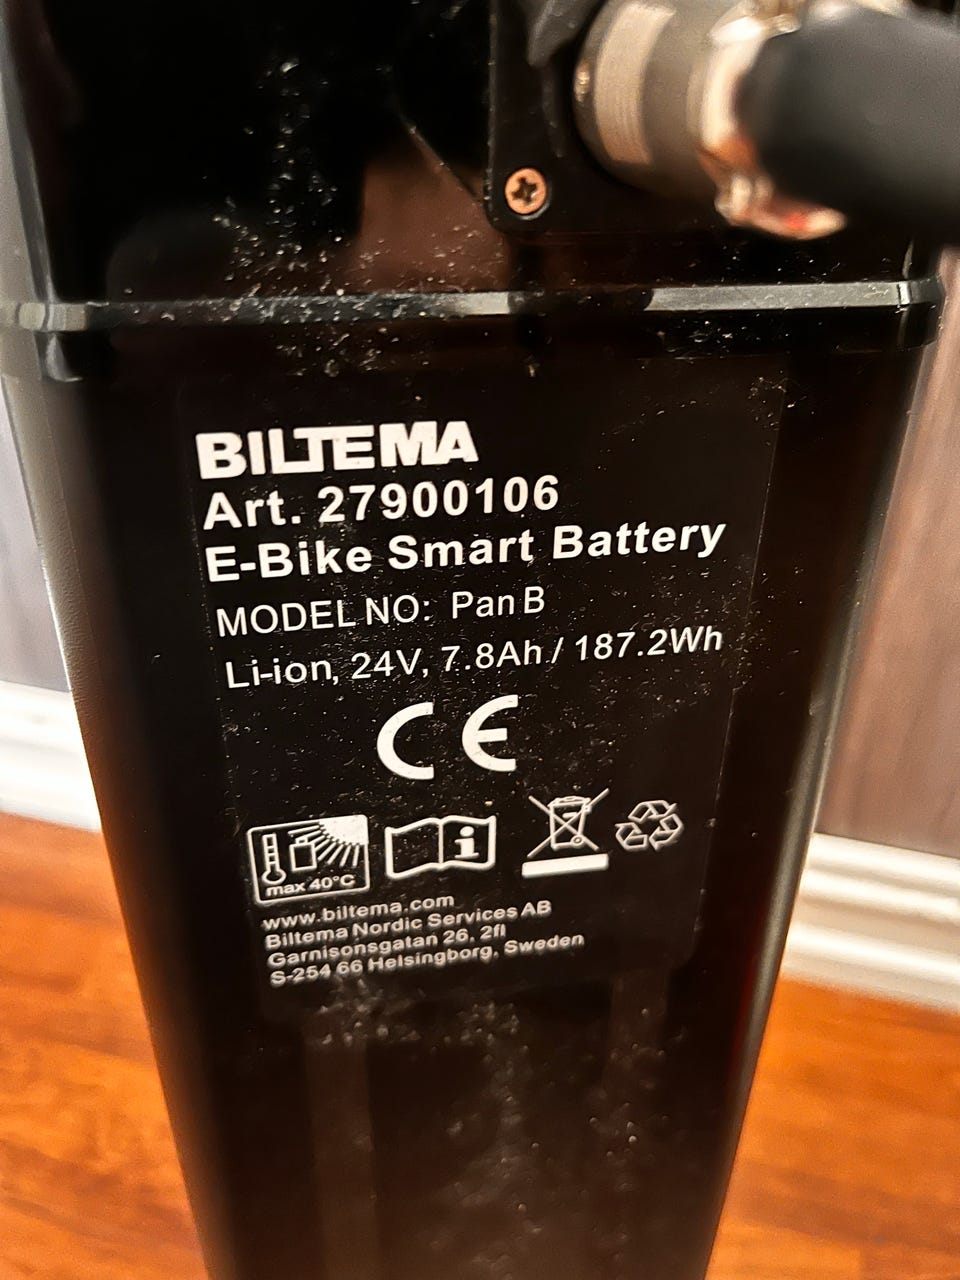 BILTEMA
Art. 27900106
E-Bike Smart Battery
MODEL NO: Pan B
Li-ion, 24V, 7.8Ah / 187.2Wh
CE
max 40°C
i
www.biltema.com
Biltema Nordic Services AB
Garnisonsgatan 26, 2fl
S-254 66 Helsingborg, Sweden